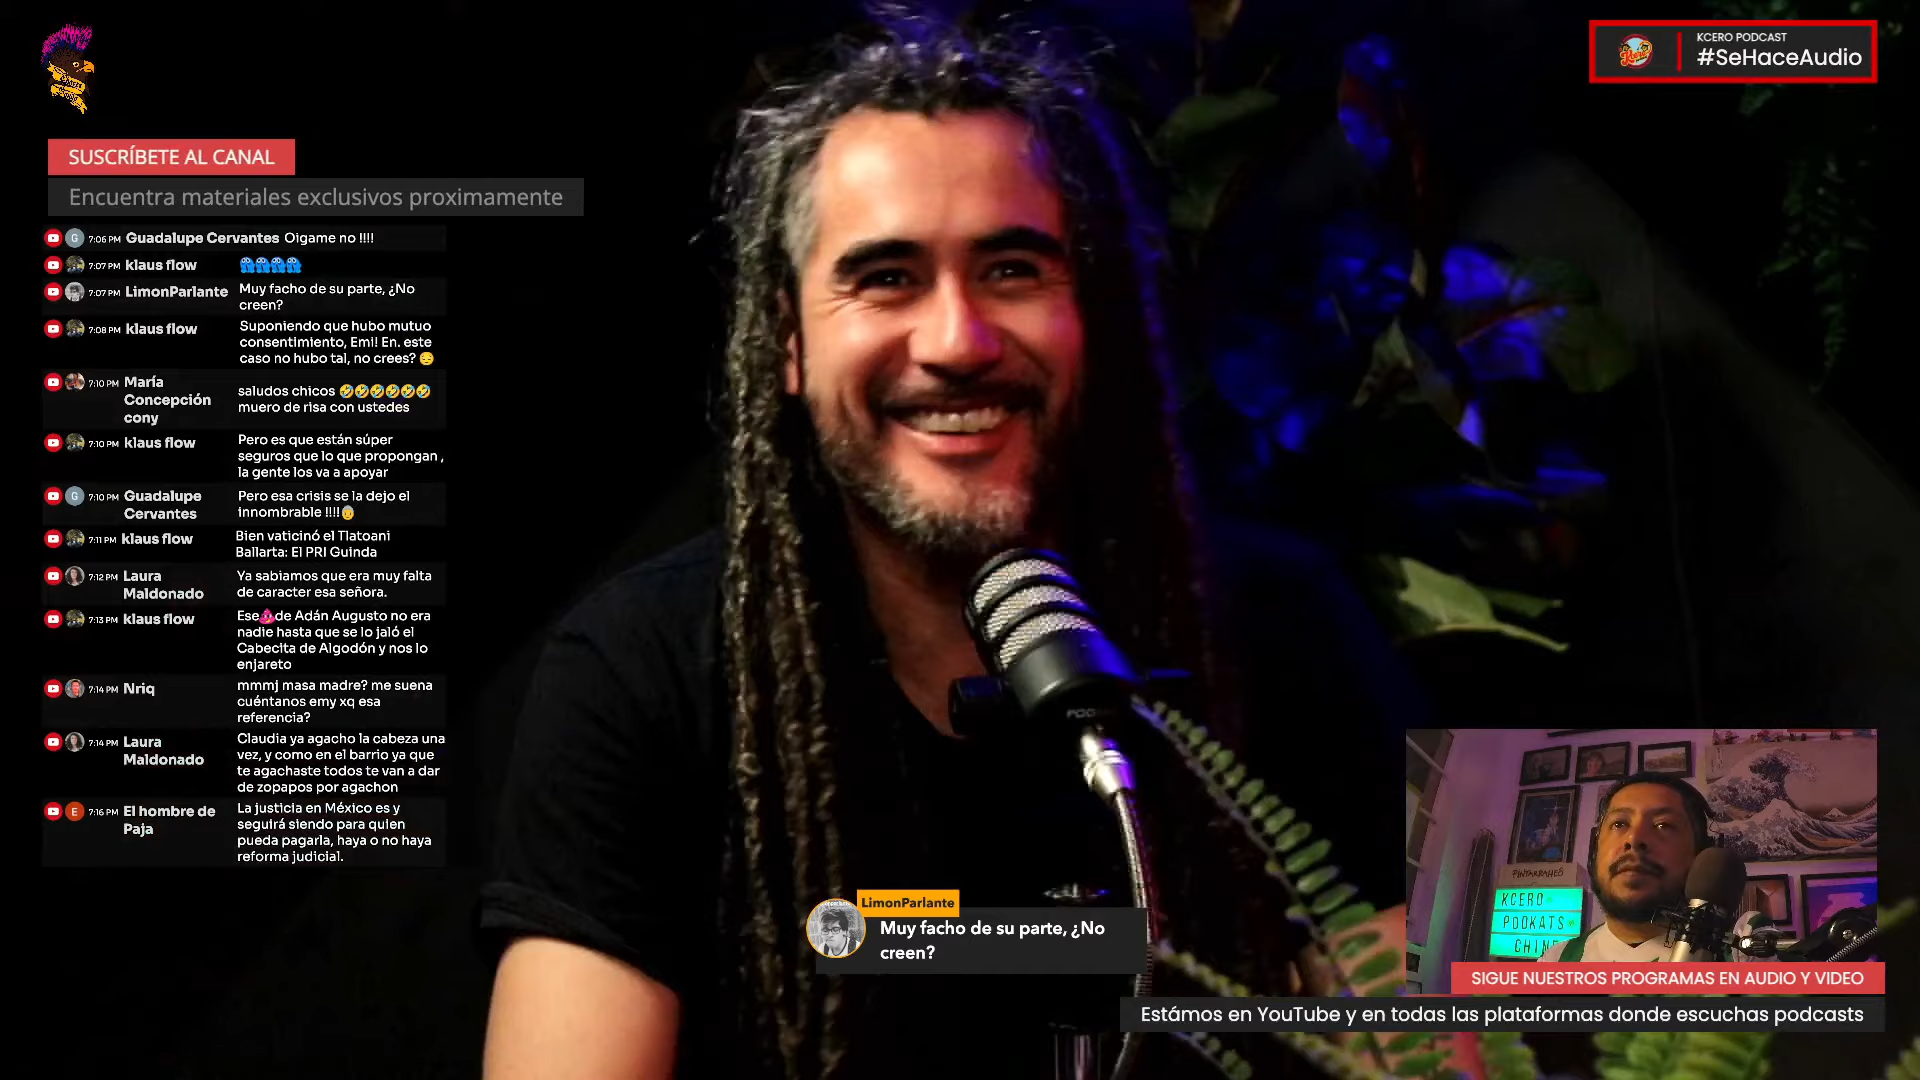 KCERO PODCAST
#SeHaceAudio
SUSCRÍBETE AL CANAL
Encuentra materiales exclusivos proximamente
7:06 PM Guadalupe Cervantes Oigame no !!!!
7:07 PM klaus flow
7:07 PM LimonParlante Muy facho de su parte, ¿No
creen?
7:08 PM klaus flow Suponiendo que hubo mutuo
consentimiento, Emi! En. este
caso no hubo tal, no crees? 😔
7:10 PM María
Concepción
cony
saludos chicos 🤣🤣🤣🤣🤣🤣
muero de risa con ustedes
7:10 PM klaus flow Pero es que están súper
seguros que lo que propongan ,
la gente los va a apoyar
7:10 PM Guadalupe
Cervantes
Pero esa crisis se la dejo el
innombrable !!!!👴
7:11 PM klaus flow Bien vaticinó el Tlatoani
Ballarta: El PRI Guinda
7:12 PM Laura
Maldonado
Ya sabiamos que era muy falta
de caracter esa señora.
7:13 PM klaus flow Ese💩de Adán Augusto no era
nadie hasta que se lo jaló el
Cabecita de Algodón y nos lo
enjareto
7:14 PM Nriq mmmj masa madre? me suena
cuéntanos emy xq esa
referencia?
7:14 PM Laura
Maldonado
Claudia ya agacho la cabeza una
vez, y como en el barrio ya que
te agachaste todos te van a dar
de zopapos por agachon
7:16 PM El hombre de
Paja
La justicia en México es y
seguirá siendo para quien
pueda pagarla, haya o no haya
reforma judicial.
LimonParlante
Muy facho de su parte, ¿No
creen?
KCERO
PODKATS
CHIN
SIGUE NUESTROS PROGRAMAS EN AUDIO Y VIDEO
Estámos en YouTube y en todas las plataformas donde escuchas podcasts